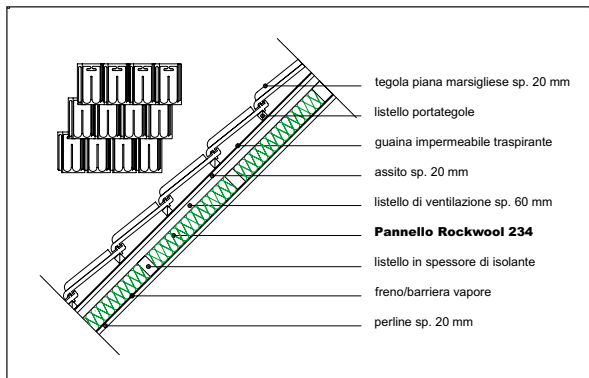 tegola piana marsigliese sp. 20 mm
listello portategole
guaina impermeabile traspirante
assito sp. 20 mm
listello di ventilazione sp. 60 mm
Pannello Rockwool 234
listello in spessore di isolante
freno/barriera vapore
perline sp. 20 mm